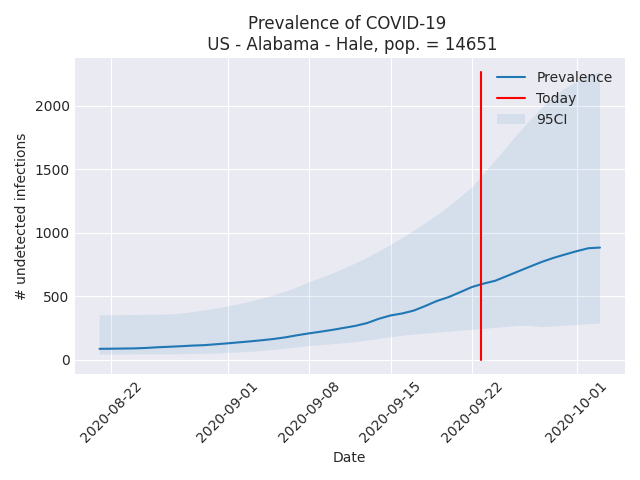 Prevalence of COVID-19
US - Alabama - Hale, pop. = 14651
Prevalence
Today
95CI
# undetected infections
2000
1500
1000
500
0
2020-08-22
2020-09-01
2020-09-08
2020-09-15
2020-09-22
2020-10-01
Date